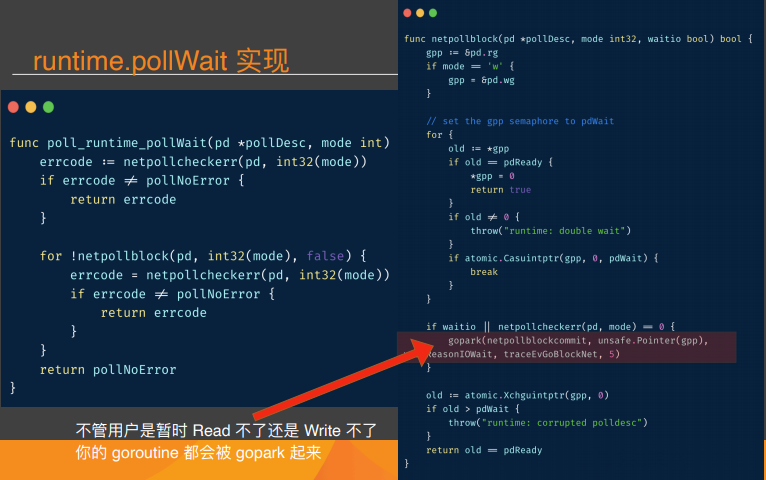 runtime.pollWait 实现
func poll_runtime_pollWait(pd *pollDesc, mode int)
errcode := netpollcheckerr(pd, int32(mode))
if errcode ≠ pollNoError {
return errcode
}
for !netpollblock(pd, int32(mode), false) {
errcode = netpollcheckerr(pd, int32(mode))
if errcode ≠ pollNoError {
return errcode
}
}
return pollNoError
}
不管用户是暂时 Read 不了还是 Write 不了
你的 goroutine 都会被 gopark 起来
func netpollblock(pd *pollDesc, mode int32, waitio bool) bool {
gpp := &pd.rg
if mode == 'w' {
gpp = &pd.wg
}
// set the gpp semaphore to pdWait
for {
old := *gpp
if old == pdReady {
*gpp = 0
return true
}
if old ≠ 0 {
throw("runtime: double wait")
}
if atomic.Casuintptr(gpp, 0, pdWait) {
break
}
}
if waitio || netpollcheckerr(pd, mode) == 0 {
gopark(netpollblockcommit, unsafe.Pointer(gpp),
easonIOWait, traceEvGoBlockNet, 5)
}
old := atomic.Xchguintptr(gpp, 0)
if old > pdWait {
throw("runtime: corrupted polldesc")
}
return old == pdReady
}